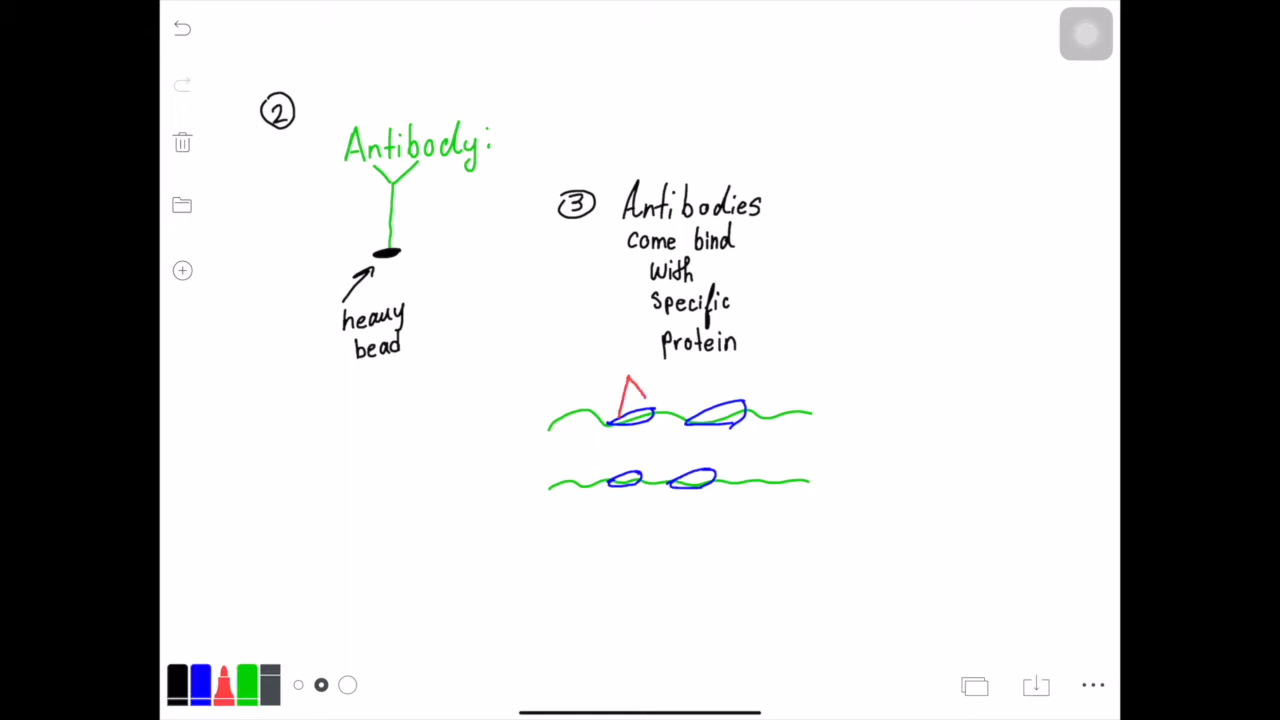 2
Antibody:
heavy
bead
3 Antibodies
come bind
with
specific
protein